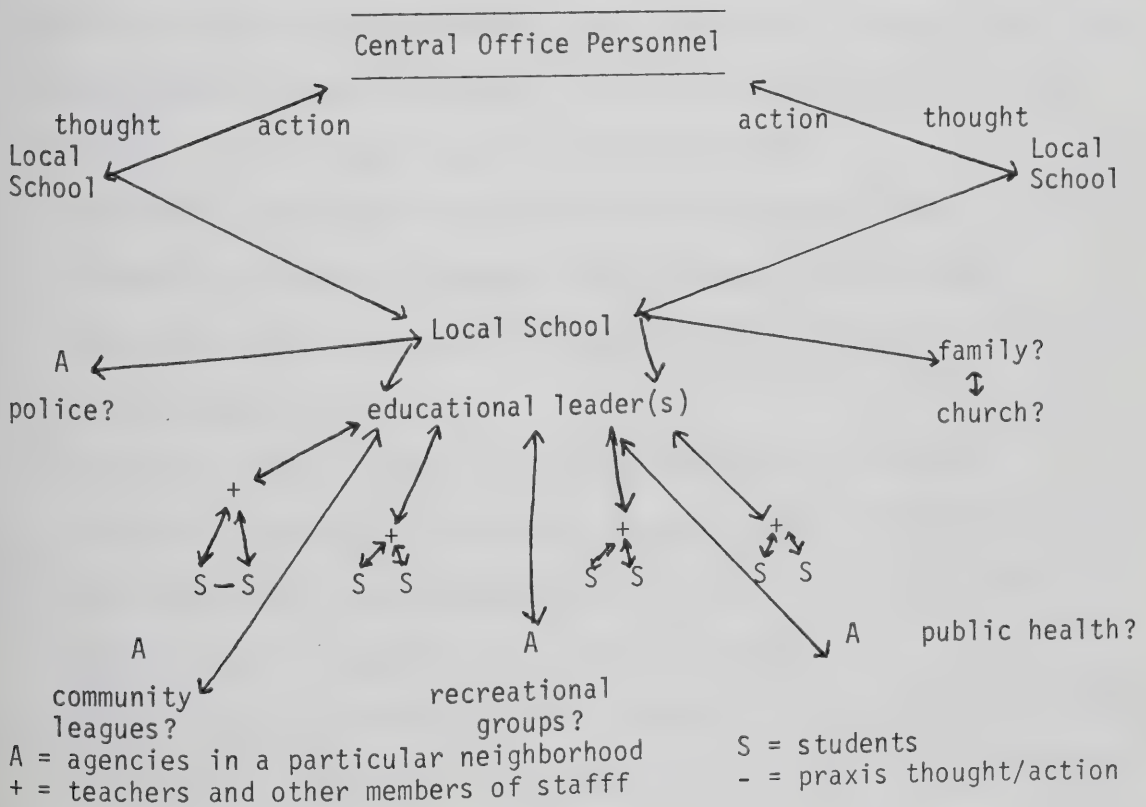 Central Office Personnel
thought action
action thought
Local
School
Local
School
Local School
A
police?
family?
church?
educational leader(s)
+
S – S
+
S S
+
S S
+
S S
A
community
leagues?
A
recreational
groups?
A public health?
A = agencies in a particular neighborhood
+ = teachers and other members of stafff
S = students
- = praxis thought/action